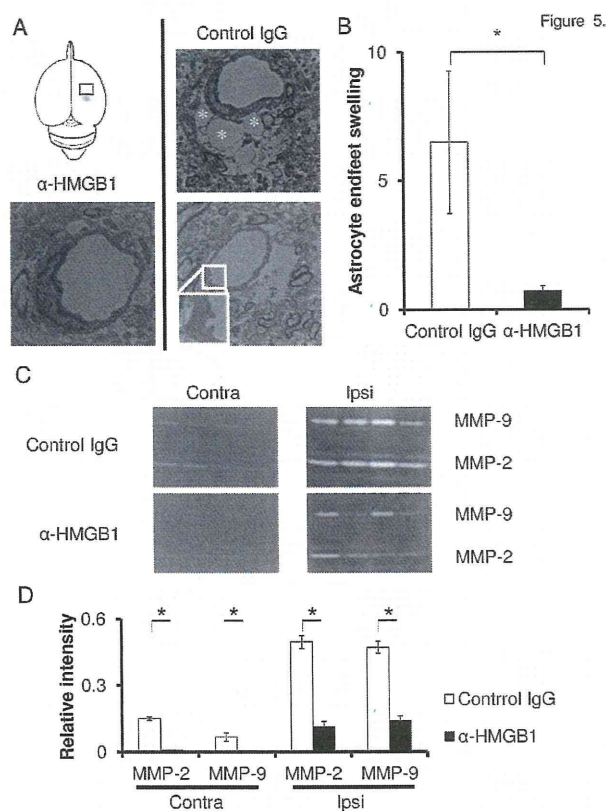 Figure 5.
A
Control IgG
B
* * *
α-HMGB1
*
10
5
0
Astrocyte endfeet swelling
Control IgG α-HMGB1
C
Contra Ipsi
Control IgG
MMP-9
MMP-2
α-HMGB1
MMP-9
MMP-2
D
0.6
0.3
0
Relative intensity
* * * *
MMP-2 MMP-9 MMP-2 MMP-9
Contra Ipsi
Contrrol IgG
α-HMGB1